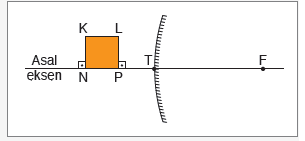 K L
Asal T F
eksen N P